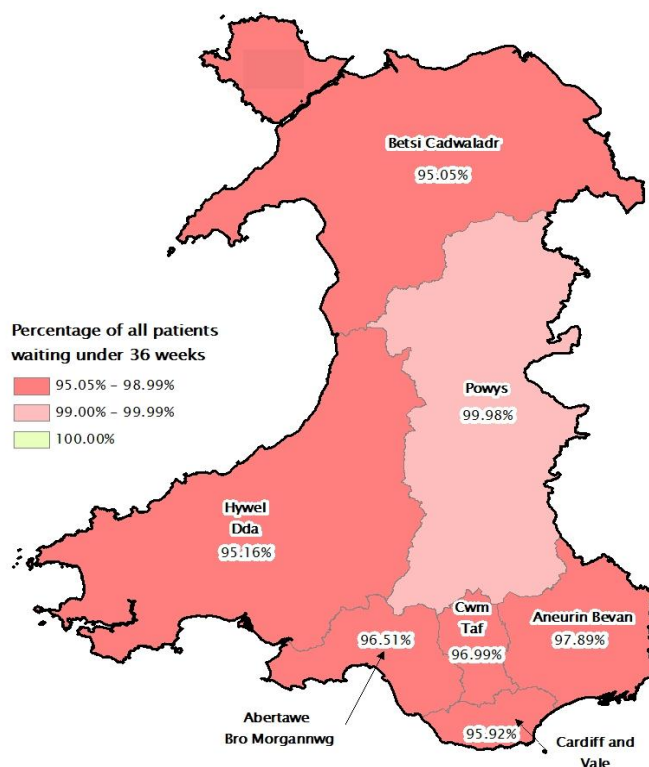 Betsi Cadwaladr
95.05%
Percentage of all patients
waiting under 36 weeks
95.05% – 98.99%
99.00% – 99.99%
100.00%
Powys
99.98%
Hywel
Dda
95.16%
Cwm
Taf
96.99%
Aneurin Bevan
97.89%
96.51%
Abertawe
Bro Morgannwg
95.92%
Cardiff and
Vale